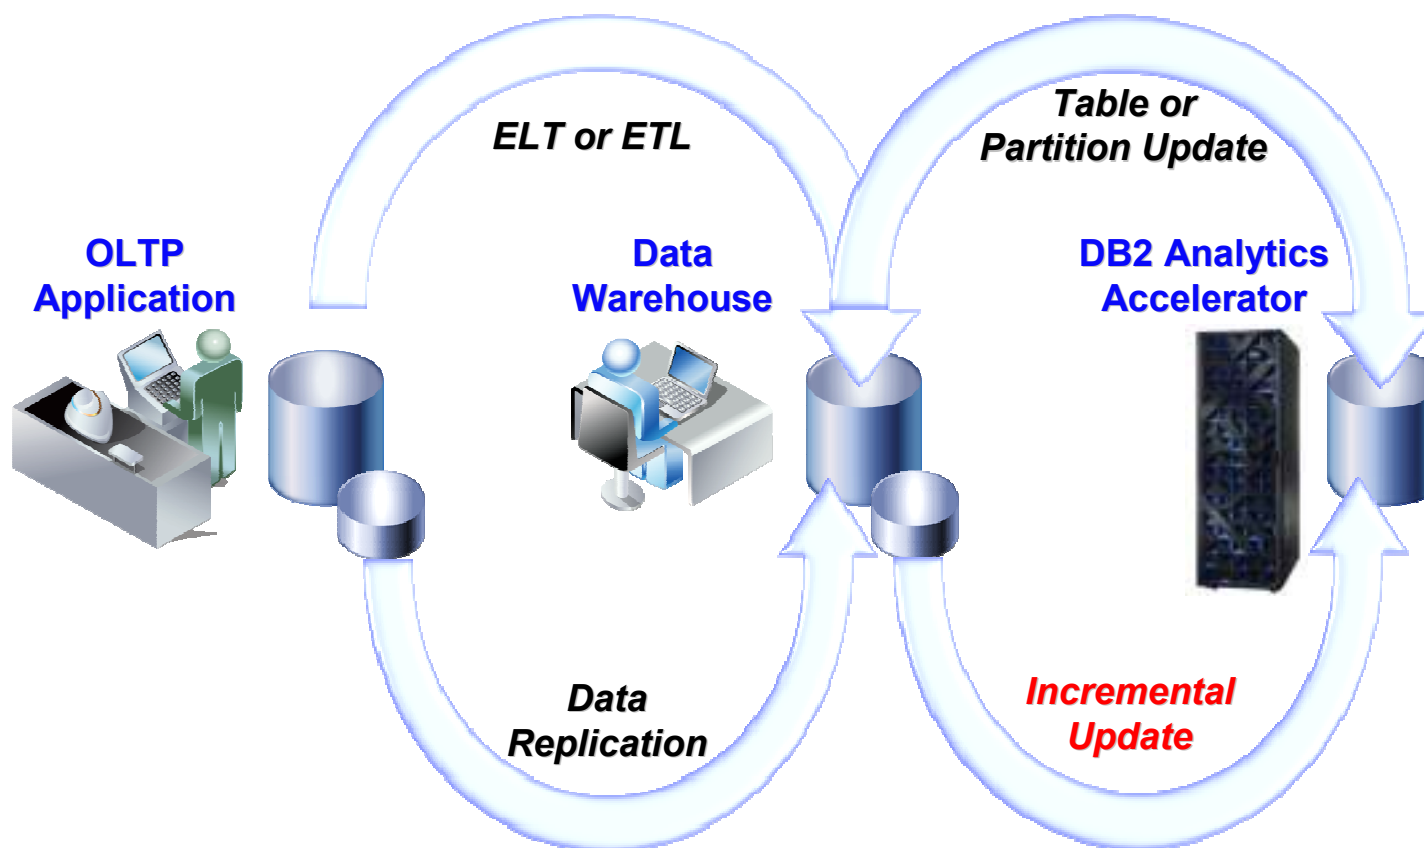 ELT or ETL
Table or
Partition Update
OLTP
Application
Data
Warehouse
DB2 Analytics
Accelerator
Data
Replication
Incremental
Update